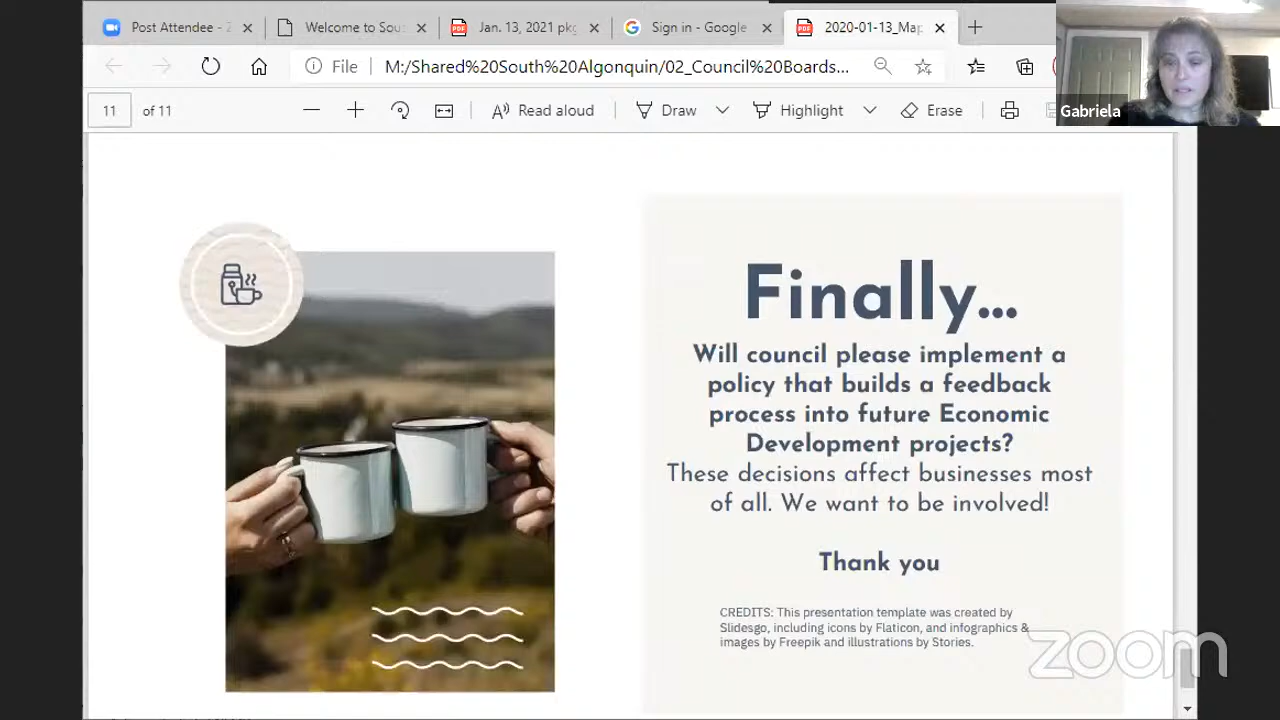 Post Attendee - Z
Welcome to Sou
Jan. 13, 2021 pkg
Sign in - Google
2020-01-13_Map
File
M:/Shared%20South%20Algonquin/02_Council%20Boards...
11
of 11
Read aloud
Draw
Highlight
Erase
Gabriela
Finally...
Will council please implement a
policy that builds a feedback
process into future Economic
Development projects?
These decisions affect businesses most
of all. We want to be involved!
Thank you
CREDITS: This presentation template was created by
Slidesgo, including icons by Flaticon, and infographics &
images by Freepik and illustrations by Stories.
zoom